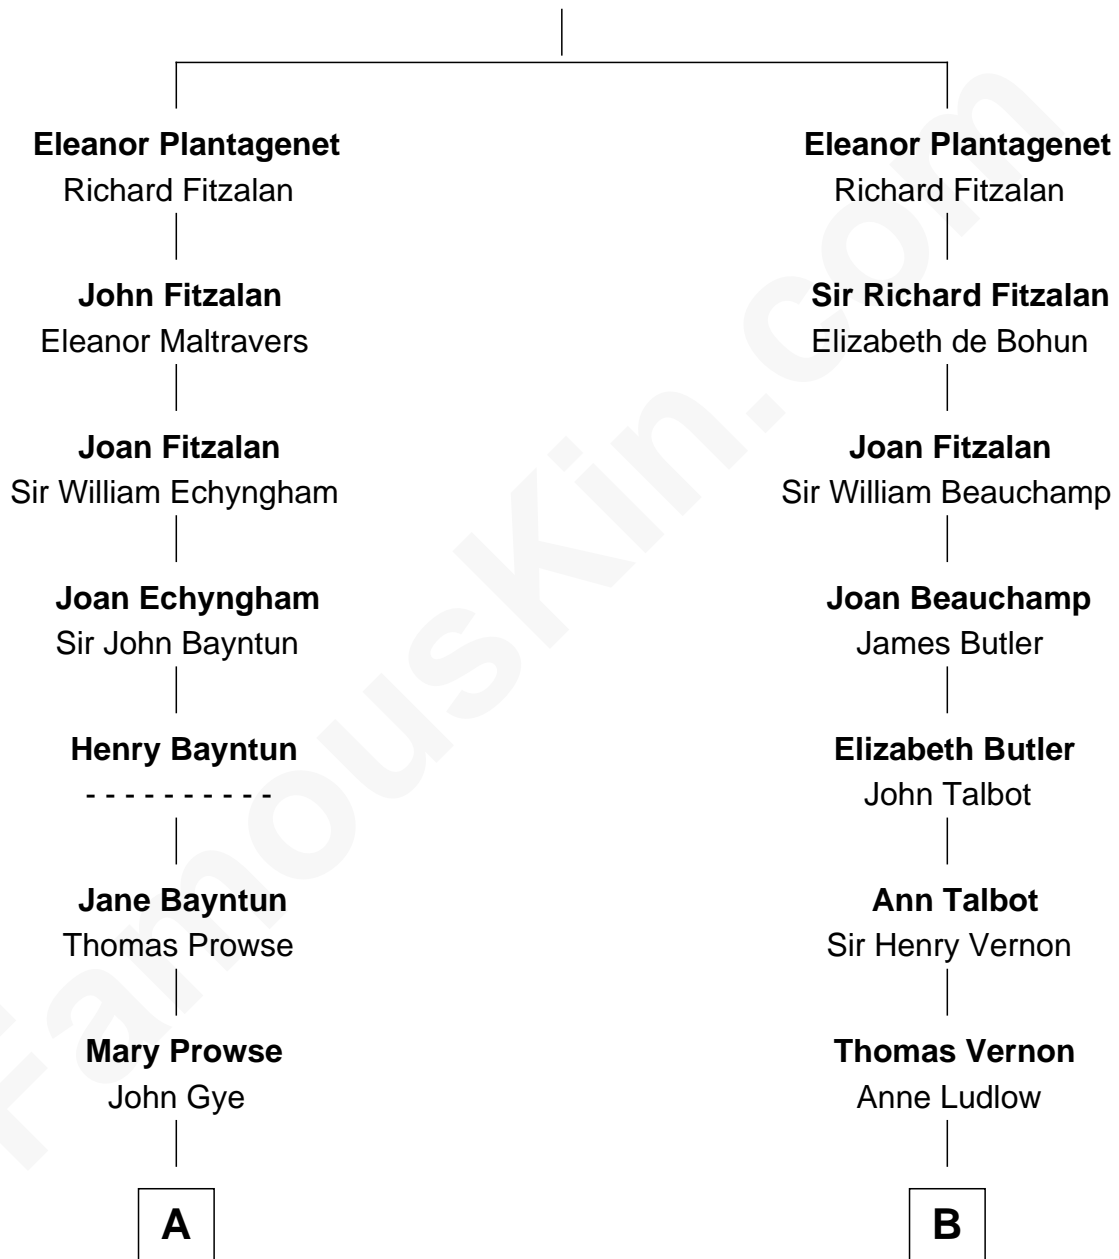 Eleanor Plantagenet
Richard Fitzalan
John Fitzalan
Eleanor Maltravers
Joan Fitzalan
Sir William Echyngham
Joan Echyngham
Sir John Bayntun
Henry Bayntun
- - - - - - - - - -
Jane Bayntun
Thomas Prowse
Mary Prowse
John Gye
A
Eleanor Plantagenet
Richard Fitzalan
Sir Richard Fitzalan
Elizabeth de Bohun
Joan Fitzalan
Sir William Beauchamp
Joan Beauchamp
James Butler
Elizabeth Butler
John Talbot
Ann Talbot
Sir Henry Vernon
Thomas Vernon
Anne Ludlow
B
FamousKin.com